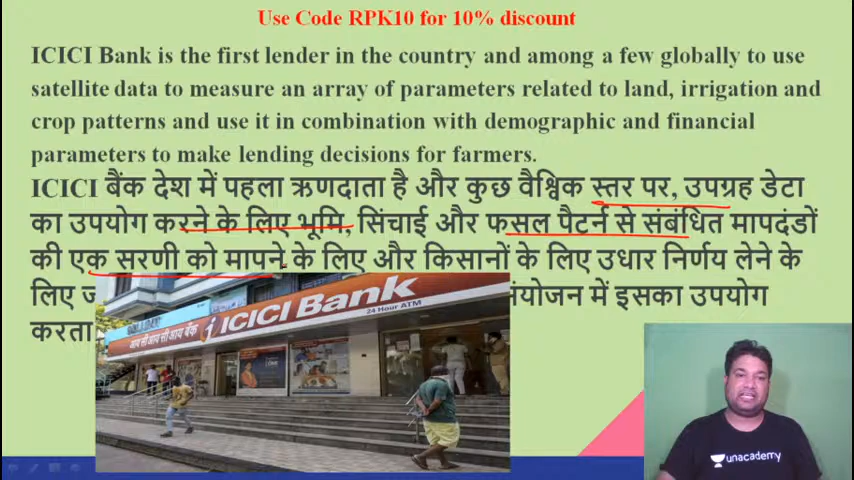 Use Code RPK10 for 10% discount
ICICI Bank is the first lender in the country and among a few globally to use
satellite data to measure an array of parameters related to land, irrigation and
crop patterns and use it in combination with demographic and financial
parameters to make lending decisions for farmers.
ICICI बैंक देश में पहला ऋणदाता है और कुछ वैश्विक स्तर पर, उपग्रह डेटा
का उपयोग करने के लिए भूमि, सिंचाई और फसल पैटर्न से संबंधित मापदंडों
की एक सरणी को मापने के लिए और किसानों के लिए उधार निर्णय लेने के
लिए में इसका उपयोग
करता
आई सी आई सी आई बैंक ICICI Bank
24 Hour ATM
unacademy